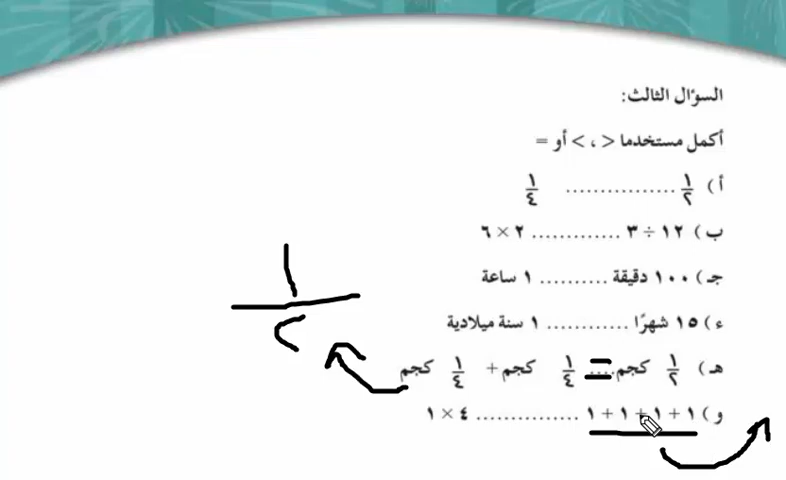 السؤال الثالث:
أكمل مستخدما < ، > أو =
أ) ١/٢ ................ ١/٤
ب) ١٢ ÷ ٣ ............. ٢ × ٦
جـ) ١٠٠ دقيقة .......... ١ ساعة
ء) ١٥ شهرًا ............ ١ سنة ميلادية
هـ) ١/٢ كجم ..=.. ١/٤ كجم + ١/٤ كجم
و) ١ + ١ + ١ + ١ ............... ٤ × ١
١/٢